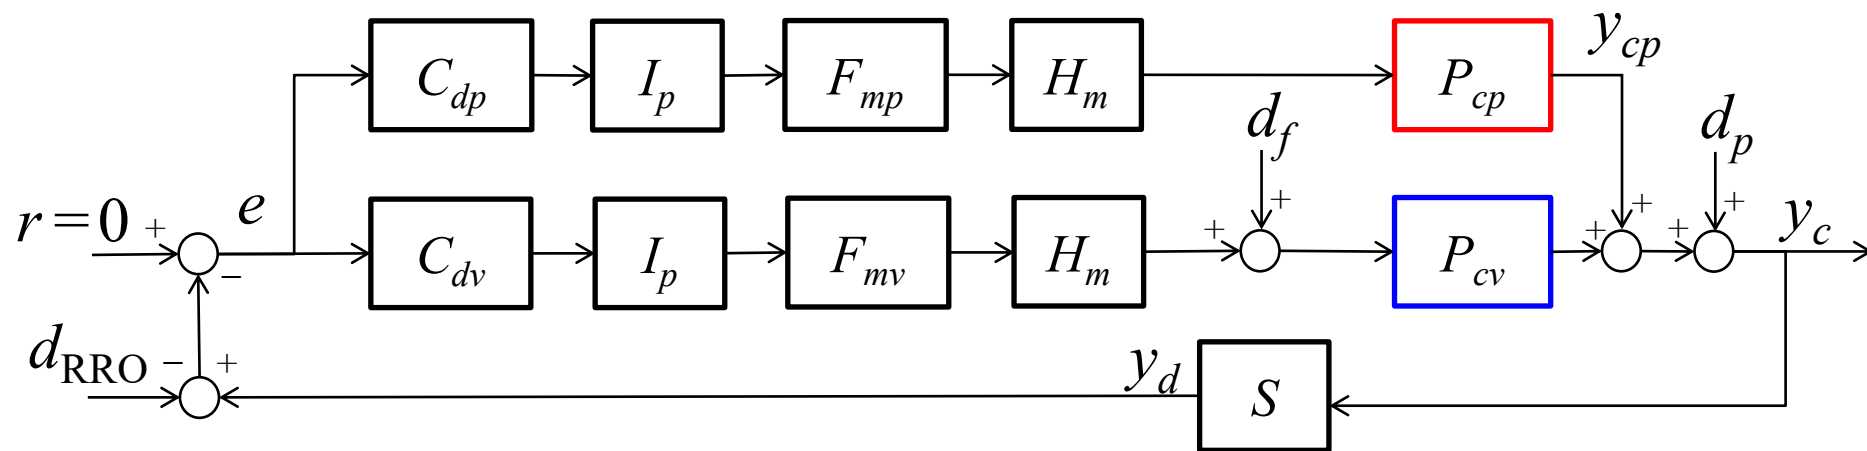 C_dp I_p F_mp H_m P_cp y_cp
d_f d_p
r = 0 + − e C_dv I_p F_mv H_m + + P_cv + + + + y_c
d_RRO − + y_d S